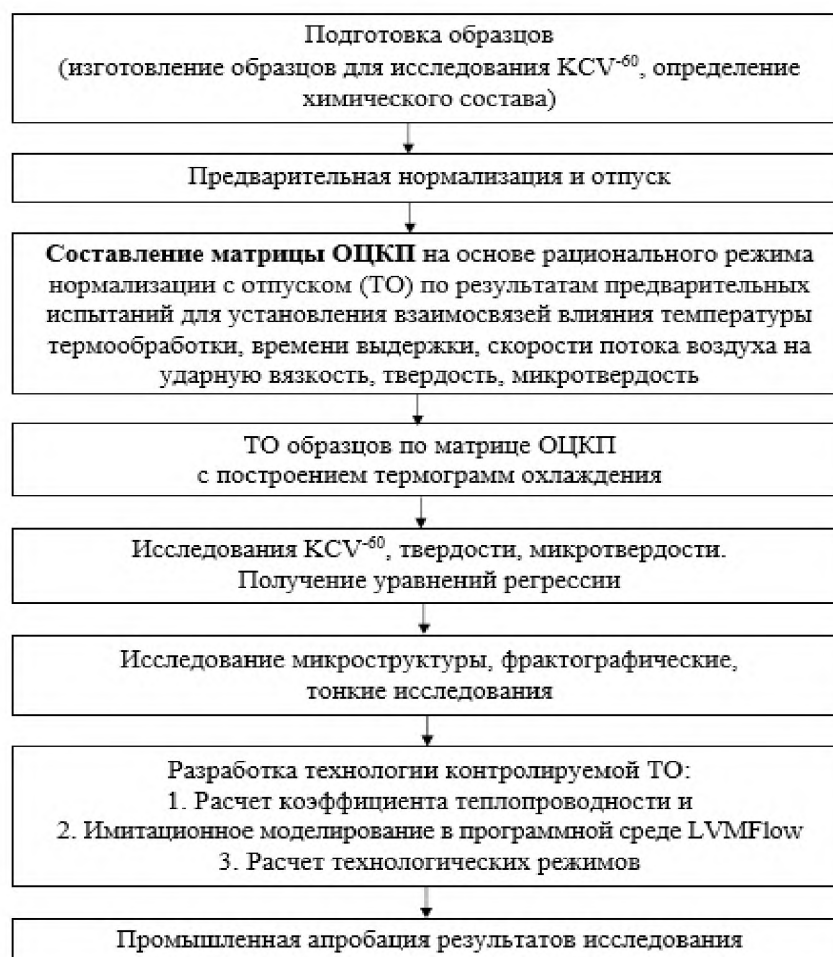 Подготовка образцов
(изготовление образцов для исследования KCV⁻⁶⁰, определение
химического состава)
Предварительная нормализация и отпуск
Составление матрицы ОЦКП на основе рационального режима
нормализации с отпуском (ТО) по результатам предварительных
испытаний для установления взаимосвязей влияния температуры
термообработки, времени выдержки, скорости потока воздуха на
ударную вязкость, твердость, микротвердость
ТО образцов по матрице ОЦКП
с построением термограмм охлаждения
Исследования KCV⁻⁶⁰, твердости, микротвердости.
Получение уравнений регрессии
Исследование микроструктуры, фрактографические,
тонкие исследования
Разработка технологии контролируемой ТО:
1. Расчет коэффициента теплопроводности и
2. Имитационное моделирование в программной среде LVMFlow
3. Расчет технологических режимов
Промышленная апробация результатов исследования